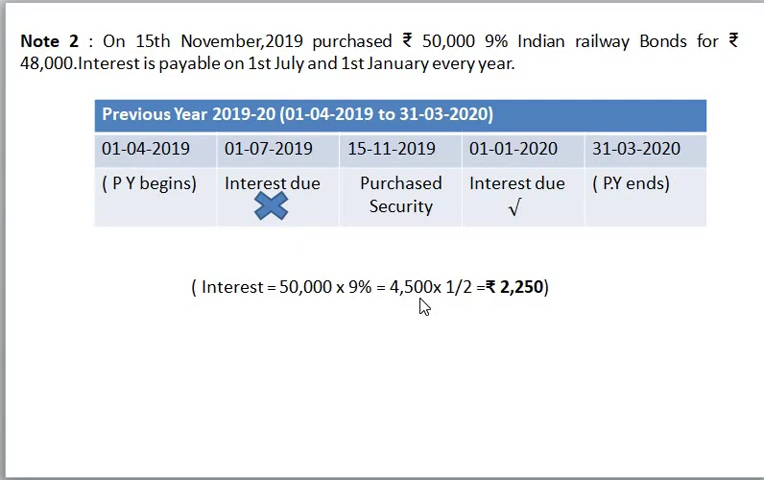 Note 2 : On 15th November,2019 purchased ₹ 50,000 9% Indian railway Bonds for ₹
48,000.Interest is payable on 1st July and 1st January every year.
Previous Year 2019-20 (01-04-2019 to 31-03-2020)
01-04-2019 01-07-2019 15-11-2019 01-01-2020 31-03-2020
( P Y begins) Interest due Purchased Interest due ( P.Y ends)
Security √
( Interest = 50,000 x 9% = 4,500x 1/2 =₹ 2,250)